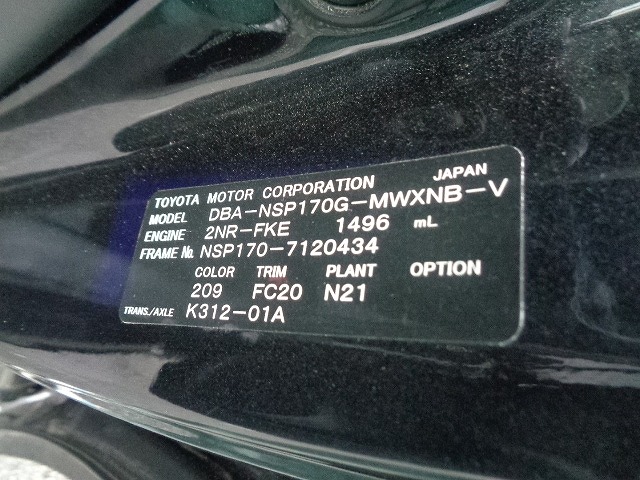 TOYOTA MOTOR CORPORATION JAPAN
MODEL DBA-NSP170G-MWXNB-V
ENGINE 2NR-FKE 1496 mL
FRAME No. NSP170-7120434
COLOR TRIM PLANT OPTION
209 FC20 N21
TRANS./AXLE K312-01A